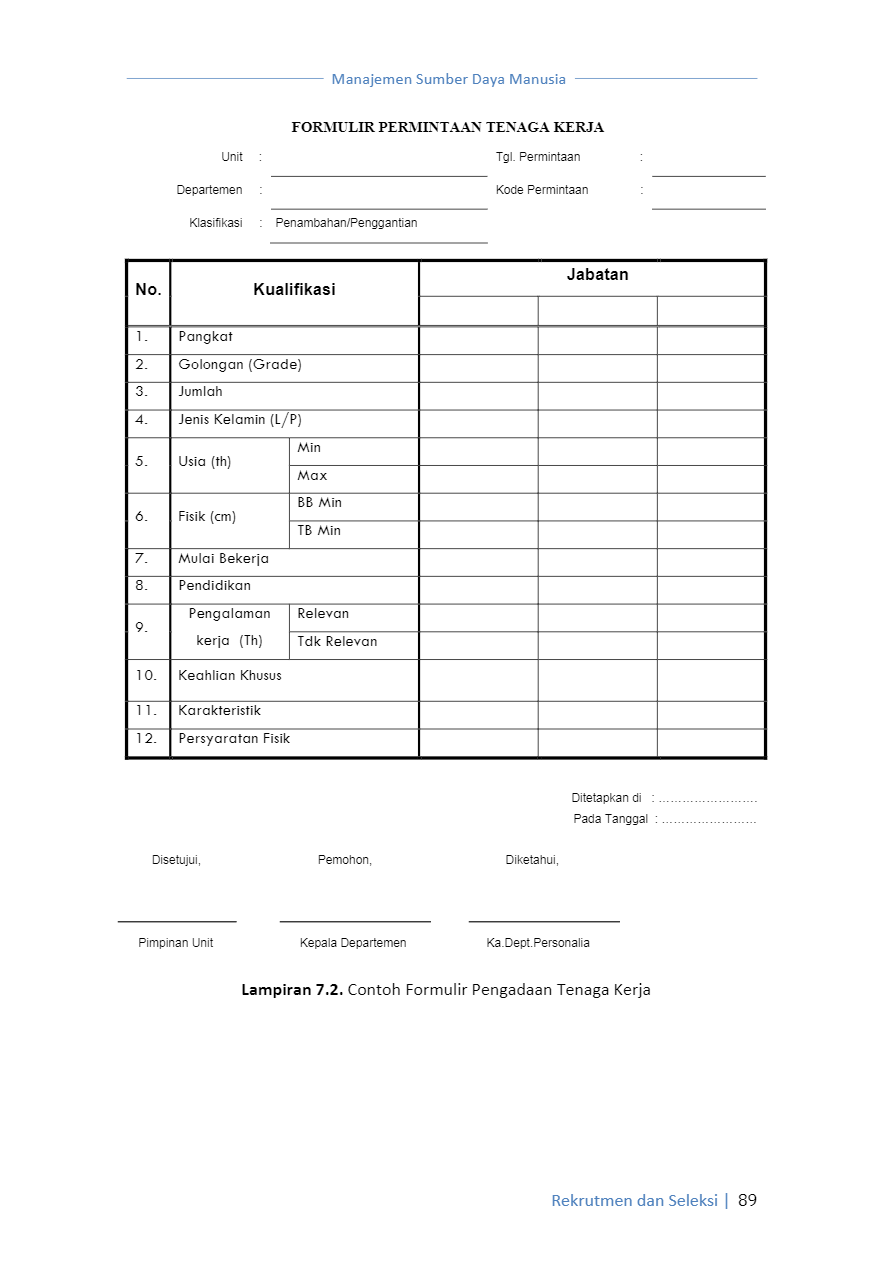 Manajemen Sumber Daya Manusia
FORMULIR PERMINTAAN TENAGA KERJA
Unit : Tgl. Permintaan :
Departemen : Kode Permintaan :
Klasifikasi : Penambahan/Penggantian
No. Kualifikasi Jabatan
1. Pangkat
2. Golongan (Grade)
3. Jumlah
4. Jenis Kelamin (L/P)
5. Usia (th) Min
Max
6. Fisik (cm) BB Min
TB Min
7. Mulai Bekerja
8. Pendidikan
9. Pengalaman kerja (Th) Relevan
Tdk Relevan
10. Keahlian Khusus
11. Karakteristik
12. Persyaratan Fisik
Ditetapkan di : …………………….
Pada Tanggal : ……………………
Disetujui, Pemohon, Diketahui,
Pimpinan Unit Kepala Departemen Ka.Dept.Personalia
Lampiran 7.2. Contoh Formulir Pengadaan Tenaga Kerja
Rekrutmen dan Seleksi | 89